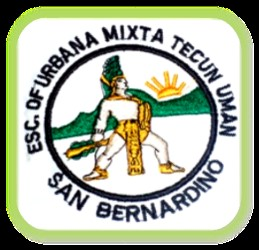 ESC. OF. URBANA MIXTA TECUN UMAN
SAN BERNARDINO